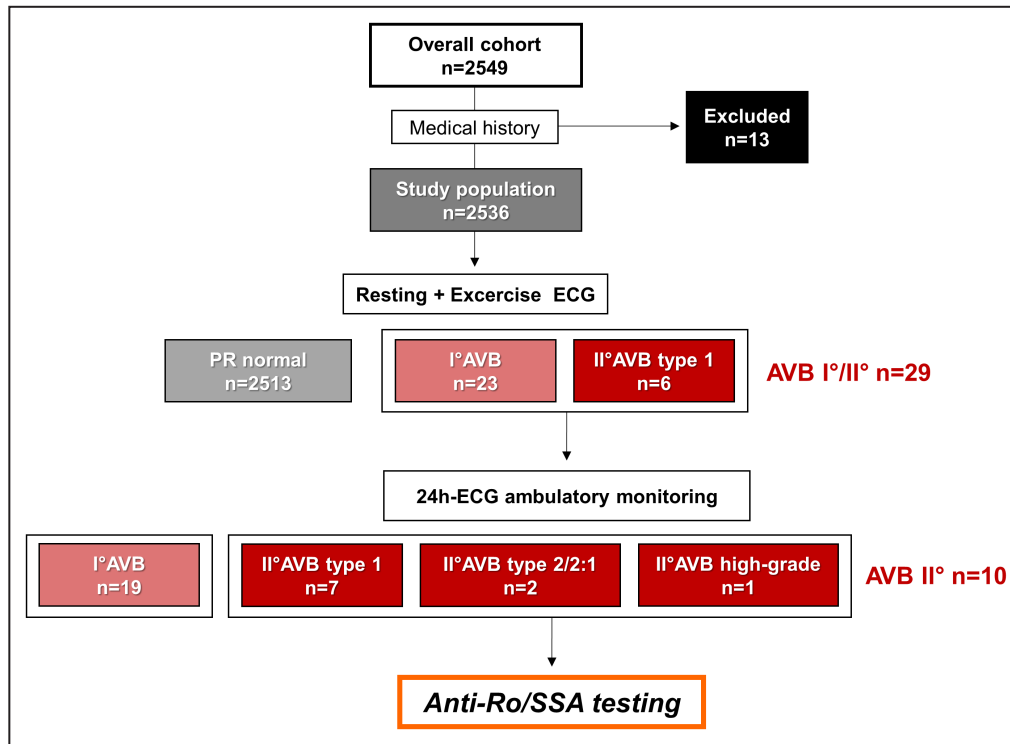 Overall cohort
n=2549
Medical history
Excluded
n=13
Study population
n=2536
Resting + Excercise ECG
PR normal
n=2513
I°AVB
n=23
II°AVB type 1
n=6
AVB I°/II° n=29
24h-ECG ambulatory monitoring
I°AVB
n=19
II°AVB type 1
n=7
II°AVB type 2/2:1
n=2
II°AVB high-grade
n=1
AVB II° n=10
Anti-Ro/SSA testing